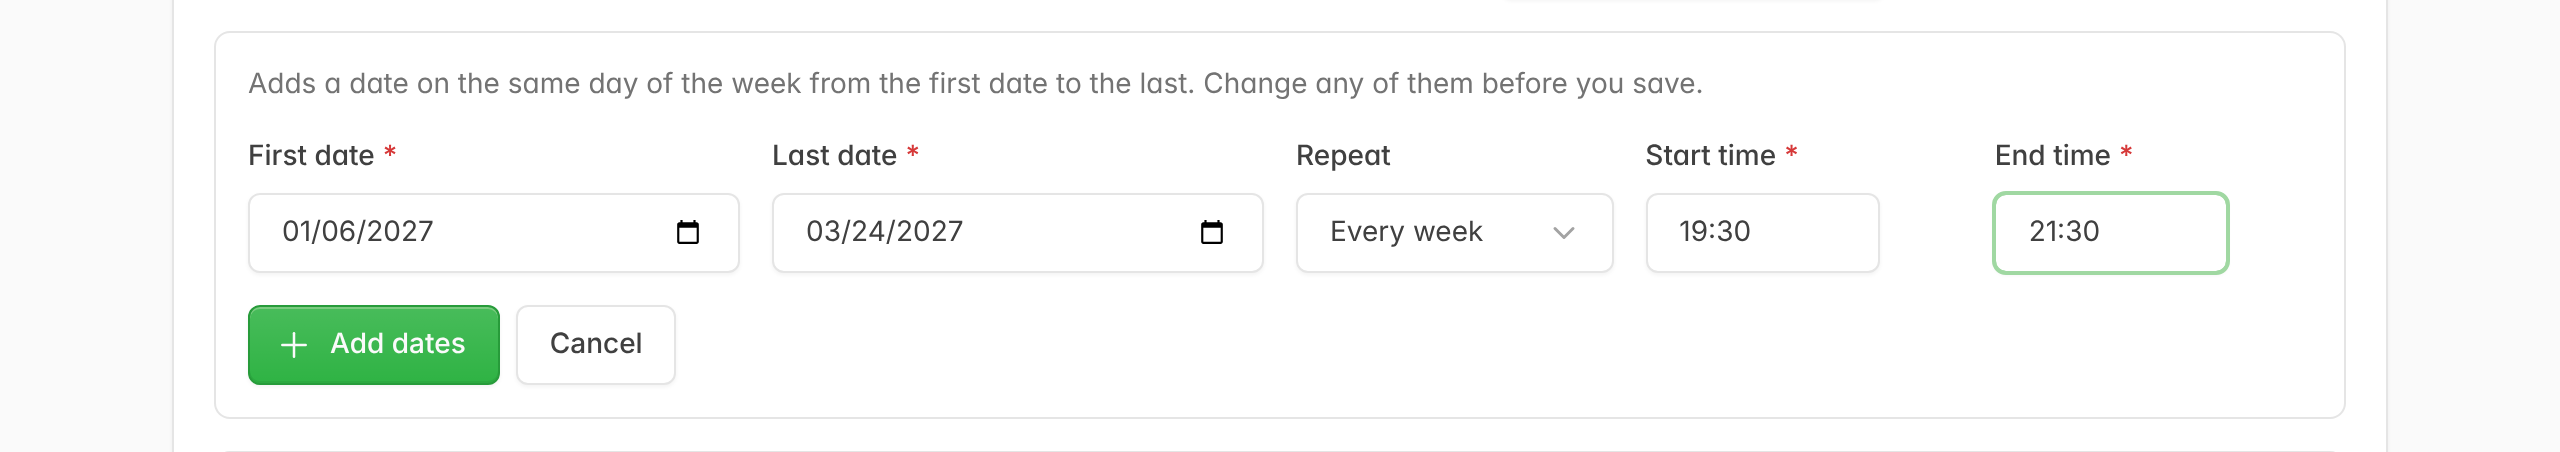 Adds a date on the same day of the week from the first date to the last. Change any of them before you save.
First date * Last date * Repeat Start time * End time *
01/06/2027 03/24/2027 Every week 19:30 21:30
Add dates Cancel